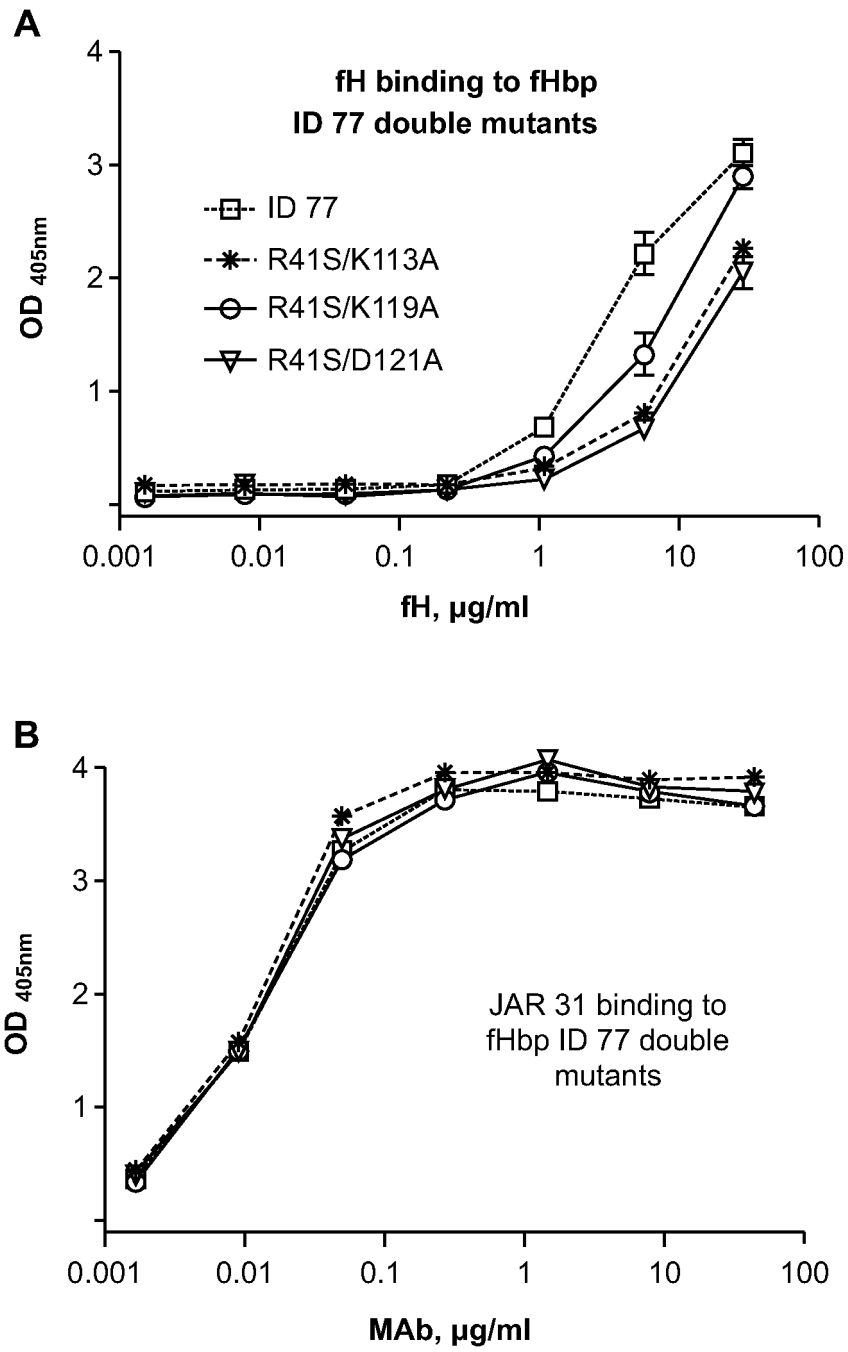 A
fH binding to fHbp
ID 77 double mutants
ID 77
R41S/K113A
R41S/K119A
R41S/D121A
OD 405nm
4
3
2
1
0.001 0.01 0.1 1 10 100
fH, µg/ml
B
JAR 31 binding to
fHbp ID 77 double
mutants
OD 405nm
4
3
2
1
0.001 0.01 0.1 1 10 100
MAb, µg/ml